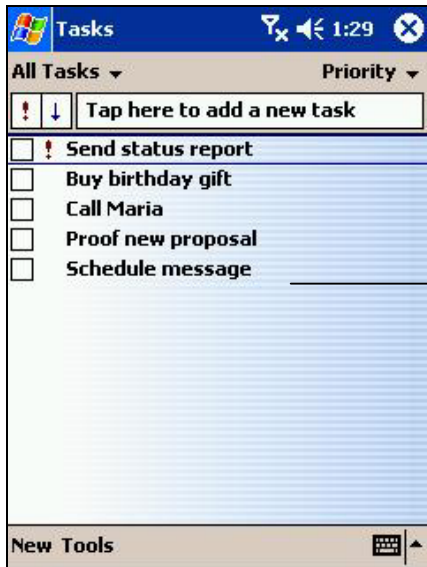 Tasks 1:29
All Tasks Priority
! ↓ Tap here to add a new task
! Send status report
Buy birthday gift
Call Maria
Proof new proposal
Schedule message
New Tools